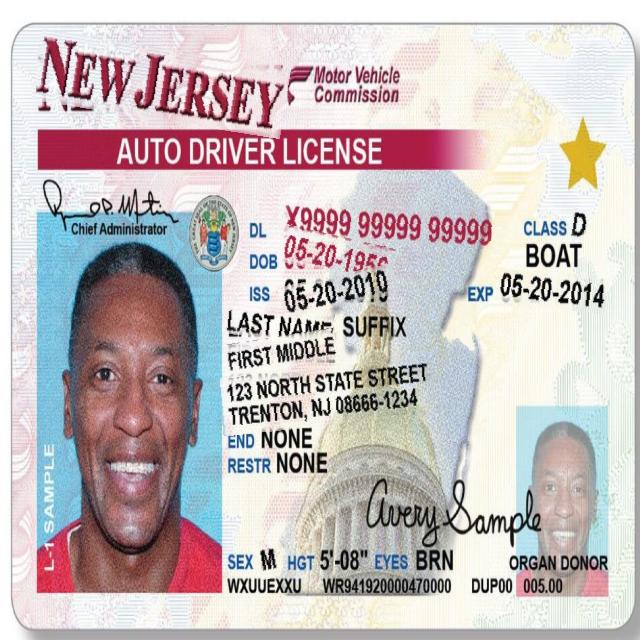 NEW JERSEY
Motor Vehicle
Commission
AUTO DRIVER LICENSE
Chief Administrator
DL X9999 99999 99999
CLASS D
DOB 05-20-195
BOAT
ISS 05-20-2010
EXP 05-20-2014
LAST NAME, SUFFIX
FIRST MIDDLE
123 NORTH STATE STREET
TRENTON, NJ 08666-1234
END NONE
RESTR NONE
L-1 SAMPLE
Avery Sample
SEX M HGT 5'-08" EYES BRN
ORGAN DONOR
WXUUEXXU WR941920000470000 DUP00 005.00